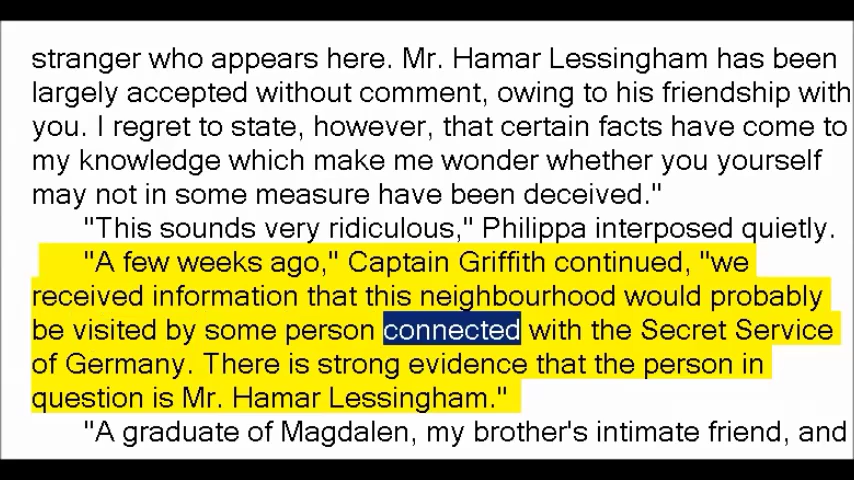 stranger who appears here. Mr. Hamar Lessingham has been
largely accepted without comment, owing to his friendship with
you. I regret to state, however, that certain facts have come to
my knowledge which make me wonder whether you yourself
may not in some measure have been deceived."
"This sounds very ridiculous," Philippa interposed quietly.
"A few weeks ago," Captain Griffith continued, "we
received information that this neighbourhood would probably
be visited by some person connected with the Secret Service
of Germany. There is strong evidence that the person in
question is Mr. Hamar Lessingham."
"A graduate of Magdalen, my brother's intimate friend, and